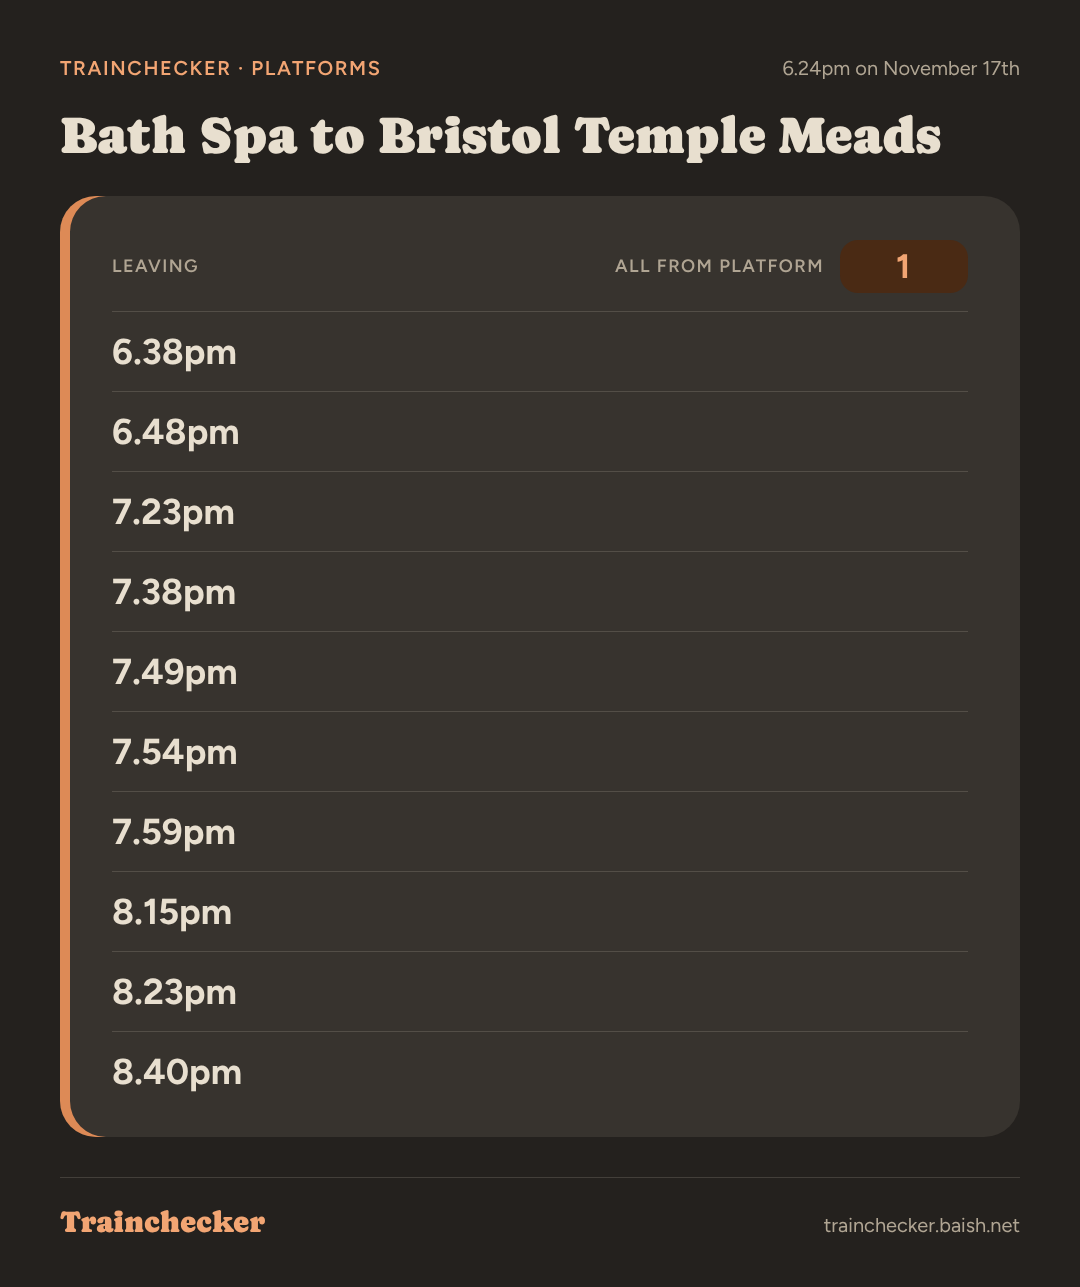 TRAINCHECKER · PLATFORMS
6.24pm on November 17th
Bath Spa to Bristol Temple Meads
LEAVING
ALL FROM PLATFORM 1
6.38pm
6.48pm
7.23pm
7.38pm
7.49pm
7.54pm
7.59pm
8.15pm
8.23pm
8.40pm
Trainchecker
trainchecker.baish.net